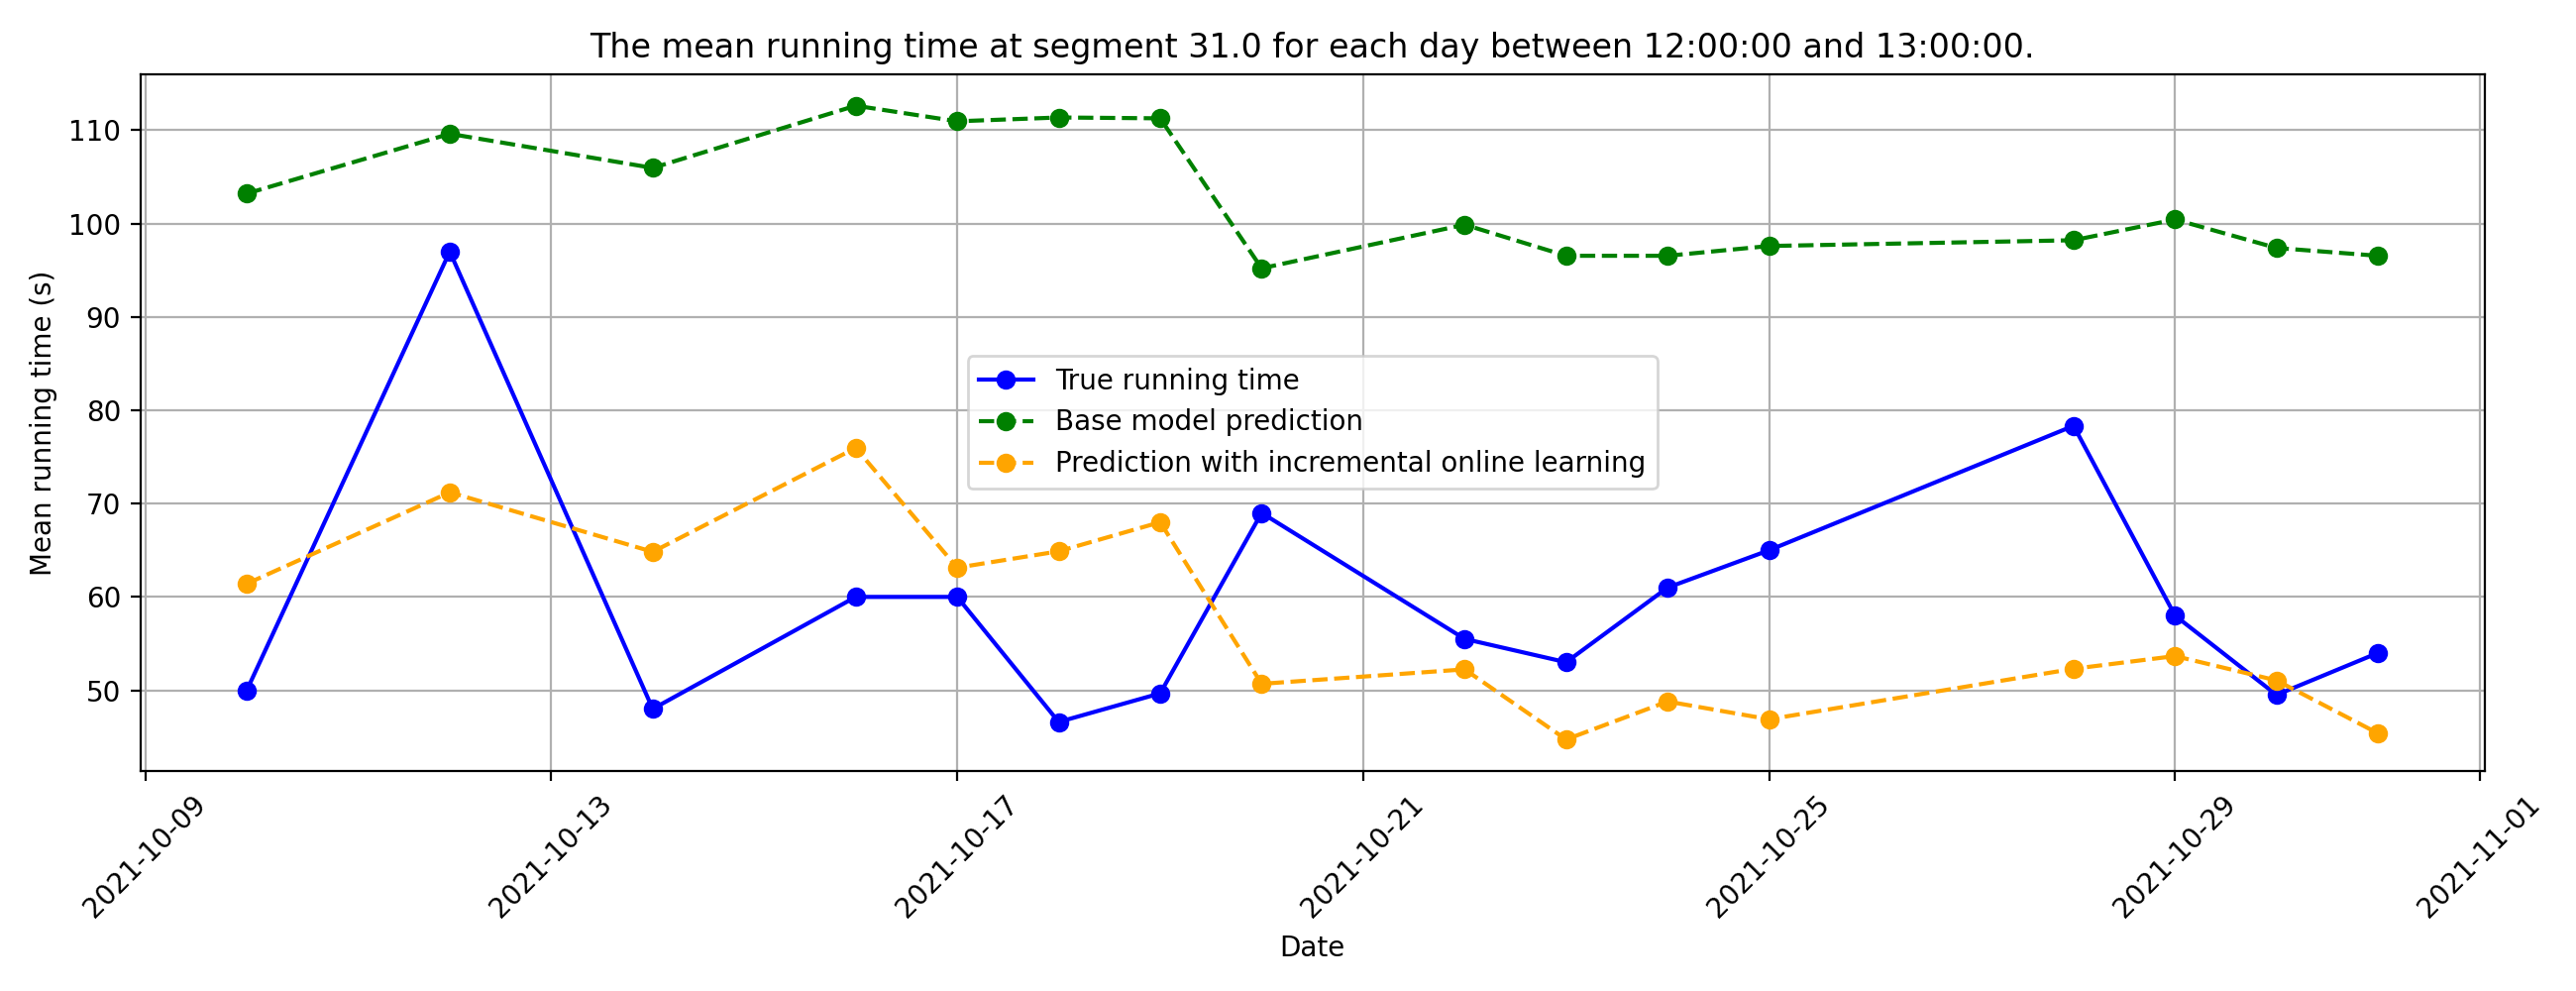 The mean running time at segment 31.0 for each day between 12:00:00 and 13:00:00.
Mean running time (s)
110
100
90
80
70
60
50
True running time
Base model prediction
Prediction with incremental online learning
2021-10-09
2021-10-13
2021-10-17
2021-10-21
2021-10-25
2021-10-29
2021-11-01
Date